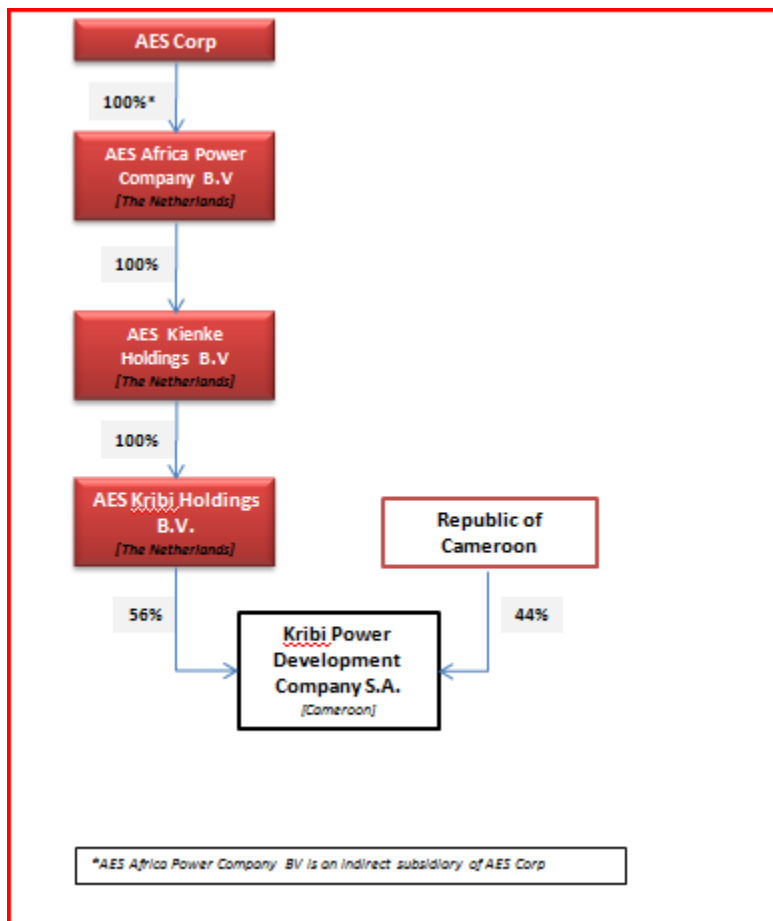 AES Corp
100%*
AES Africa Power
Company B.V
[The Netherlands]
100%
AES Kienke
Holdings B.V
[The Netherlands]
100%
AES Kribi Holdings
B.V.
[The Netherlands]
Republic of
Cameroon
56%
44%
Kribi Power
Development
Company S.A.
[Cameroon]
*AES Africa Power Company BV is an indirect subsidiary of AES Corp